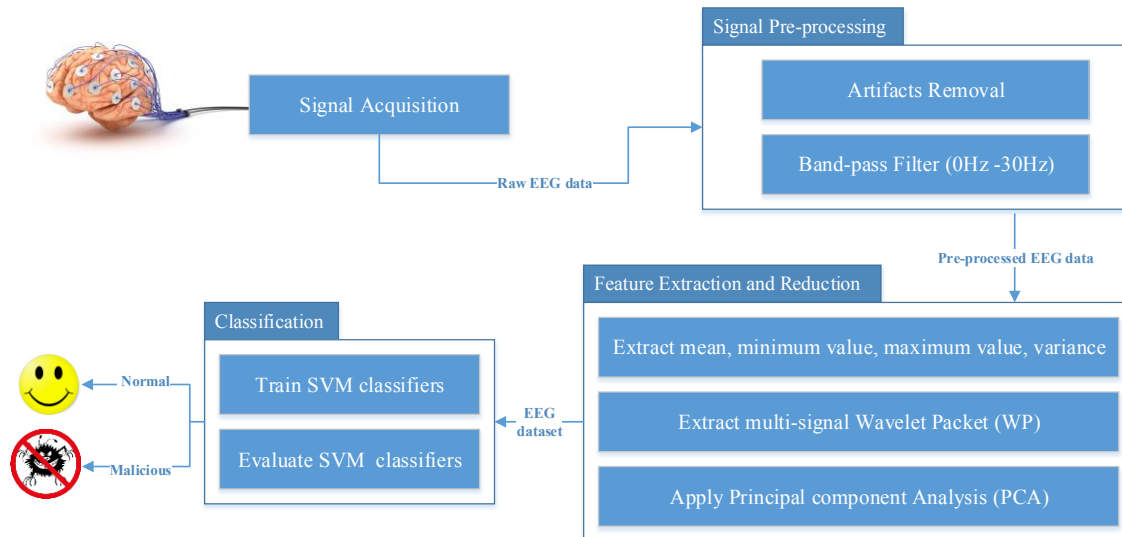 Signal Pre-processing
Signal Acquisition
Artifacts Removal
Band-pass Filter (0Hz -30Hz)
Raw EEG data
Pre-processed EEG data
Feature Extraction and Reduction
Extract mean, minimum value, maximum value, variance
Extract multi-signal Wavelet Packet (WP)
Apply Principal component Analysis (PCA)
EEG
dataset
Classification
Train SVM classifiers
Evaluate SVM classifiers
Normal
Malicious